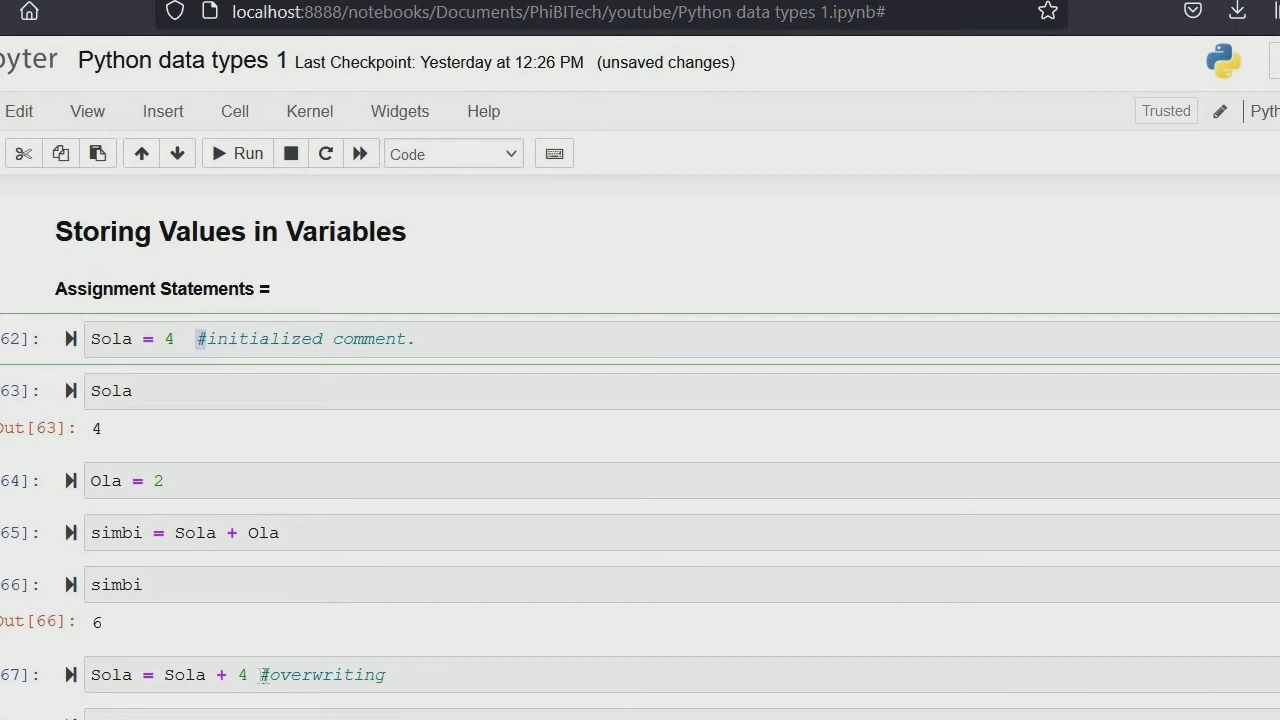 localhost:8888/notebooks/Documents/PhiBITech/youtube/Python data types 1.ipynb#
pyter Python data types 1 Last Checkpoint: Yesterday at 12:26 PM (unsaved changes)
Edit View Insert Cell Kernel Widgets Help Trusted Pyth
Run Code
Storing Values in Variables
Assignment Statements =
62]: Sola = 4 #initialized comment.
63]: Sola
Out[63]: 4
64]: Ola = 2
65]: simbi = Sola + Ola
66]: simbi
Out[66]: 6
67]: Sola = Sola + 4 #overwriting